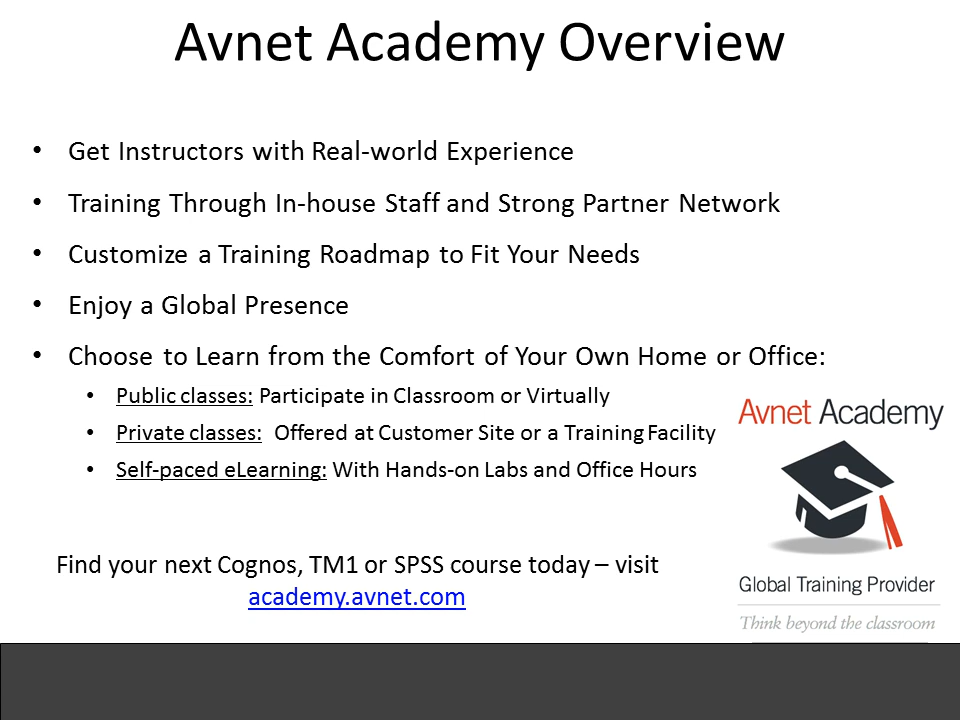 Avnet Academy Overview
• Get Instructors with Real-world Experience
• Training Through In-house Staff and Strong Partner Network
• Customize a Training Roadmap to Fit Your Needs
• Enjoy a Global Presence
• Choose to Learn from the Comfort of Your Own Home or Office:
• Public classes: Participate in Classroom or Virtually
• Private classes: Offered at Customer Site or a Training Facility
• Self-paced eLearning: With Hands-on Labs and Office Hours
Find your next Cognos, TM1 or SPSS course today – visit
academy.avnet.com
Avnet Academy
Global Training Provider
Think beyond the classroom